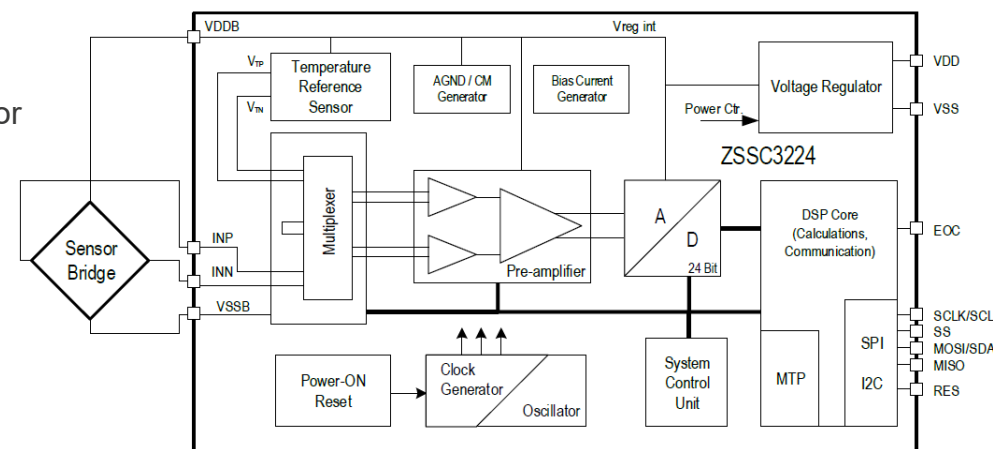 or
VDDB
Vreg int
VTP
VTN
Temperature
Reference
Sensor
AGND / CM
Generator
Bias Current
Generator
Voltage Regulator
VDD
VSS
Power Ctr.
ZSSC3224
Sensor
Bridge
INP
INN
VSSB
Multiplexer
Pre-amplifier
A
D
24 Bit
DSP Core
(Calculations,
Communication)
EOC
SCLK/SCL
SS
MOSI/SDA
MISO
RES
SPI
I2C
MTP
System
Control
Unit
Power-ON
Reset
Clock
Generator
Oscillator